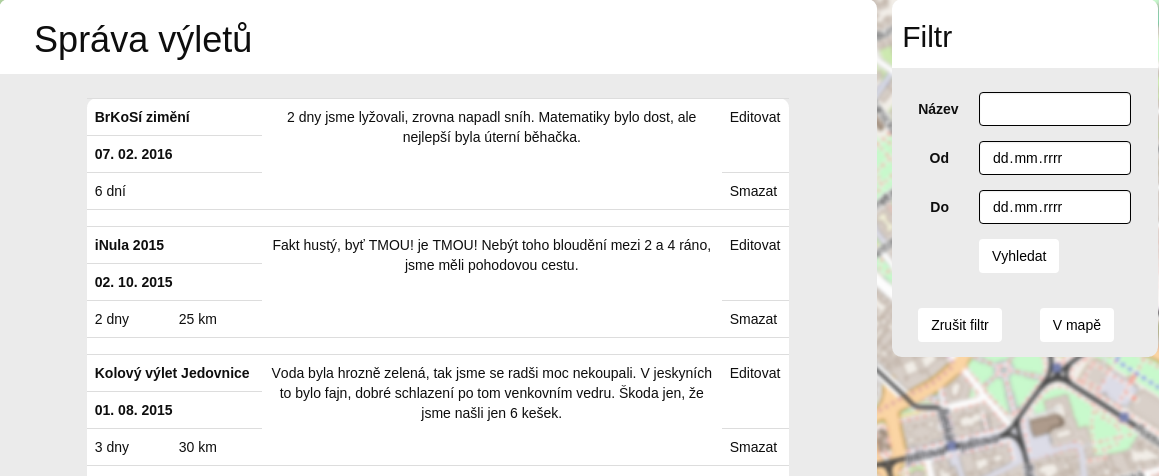 Správa výletů
BrKoSí zimění
2 dny jsme lyžovali, zrovna napadl sníh. Matematiky bylo dost, ale
nejlepší byla úterní běhačka.
Editovat
07. 02. 2016
6 dní
Smazat
iNula 2015
Fakt hustý, byť TMOU! je TMOU! Nebýt toho bloudění mezi 2 a 4 ráno,
jsme měli pohodovou cestu.
Editovat
02. 10. 2015
2 dny 25 km
Smazat
Kolový výlet Jedovnice
Voda byla hrozně zelená, tak jsme se radši moc nekoupali. V jeskyních
to bylo fajn, dobré schlazení po tom venkovním vedru. Škoda jen, že
jsme našli jen 6 kešek.
Editovat
01. 08. 2015
3 dny 30 km
Smazat
Filtr
Název
Od dd.mm.rrrr
Do dd.mm.rrrr
Vyhledat
Zrušit filtr V mapě